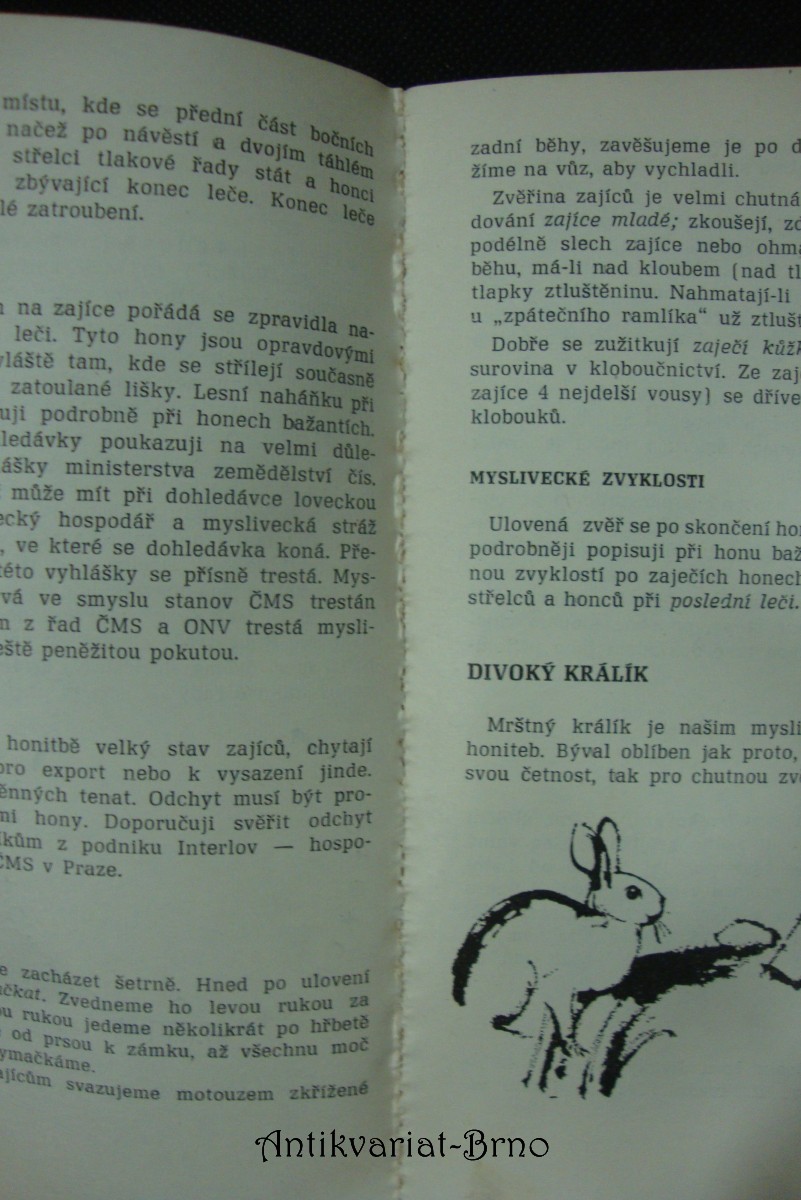 místu, kde se přední část bočních
načež po návěstí a dvojím táhlém
střelci tlakové řady stát a honci
zbývající konec leče. Konec leče
lé zatroubení.
na zajíce pořádá se zpravidla na-
leči. Tyto hony jsou opravdovými
vláště tam, kde se střílejí současně
zatoulané lišky. Lesní naháňku při
uji podrobně při honech bažantích.
ledávky poukazuji na velmi důle-
ášky ministerstva zemědělství čís.
může mít při dohledávce loveckou
ecký hospodář a myslivecká stráž
, ve které se dohledávka koná. Pře-
této vyhlášky se přísně trestá. Mys-
vá ve smyslu stanov ČMS trestán
n z řad ČMS a ONV trestá mysli-
eště peněžitou pokutou.
honitbě velký stav zajíců, chytají
pro export nebo k vysazení jinde.
ěnných tenat. Odchyt musí být pro-
mi hony. Doporučuji svěřit odchyt
íkům z podniku Interlov — hospo-
ČMS v Praze.
e zacházet šetrně. Hned po ulovení
ačkat. Zvedneme ho levou rukou za
ou rukou jedeme několikrát po hřbetě
od prsou k zámku, až všechnu moč
ymačkáme.
ajícům svazujeme motouzem zkřížené
zadní běhy, zavěšujeme je po d
žíme na vůz, aby vychladli.
Zvěřina zajíců je velmi chutná
dování zajíce mladé; zkoušejí, zd
podélně slech zajíce nebo ohma
běhu, má-li nad kloubem (nad tl
tlapky ztluštěninu. Nahmatají-li
u „zpátečního ramlíka“ už ztlušt
Dobře se zužitkují zaječí kůžk
surovina v kloboučnictví. Ze zaje
zajíce 4 nejdelší vousy) se dříve
klobouků.
MYSLIVECKÉ ZVYKLOSTI
Ulovená zvěř se po skončení hon
podrobněji popisuji při honu baž
nou zvyklostí po zaječích honech
střelců a honců při poslední leči.
DIVOKÝ KRÁLÍK
Mrštný králík je našim mysli
honiteb. Býval oblíben jak proto,
svou četnost, tak pro chutnou zvě
Antikvariat-Brno